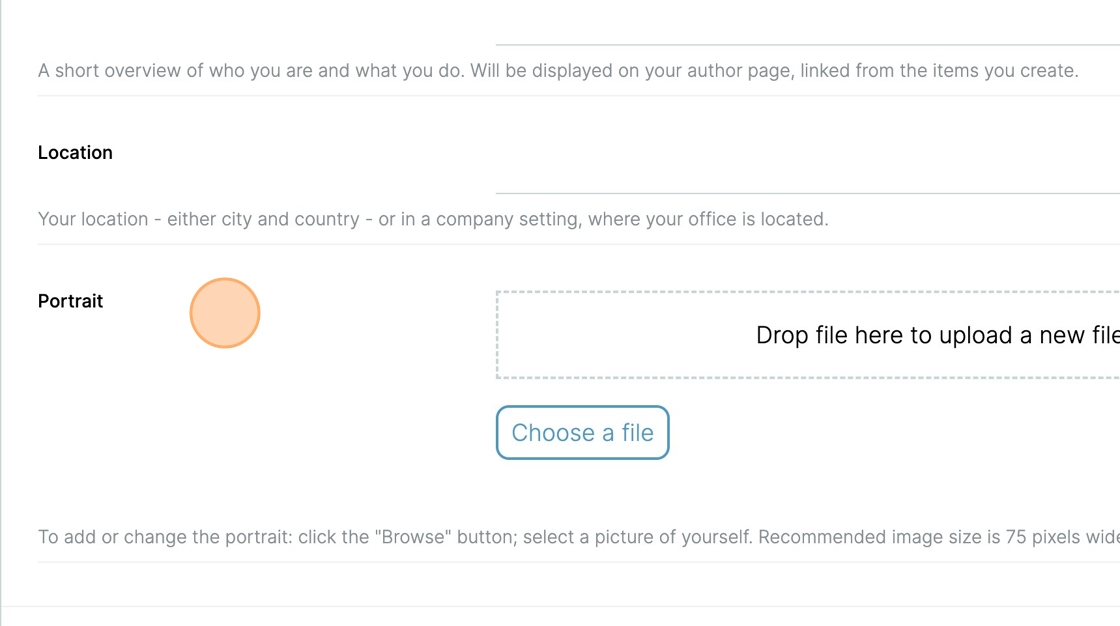 A short overview of who you are and what you do. Will be displayed on your author page, linked from the items you create.
Location
Your location - either city and country - or in a company setting, where your office is located.
Portrait
Drop file here to upload a new file
Choose a file
To add or change the portrait: click the "Browse" button; select a picture of yourself. Recommended image size is 75 pixels wide